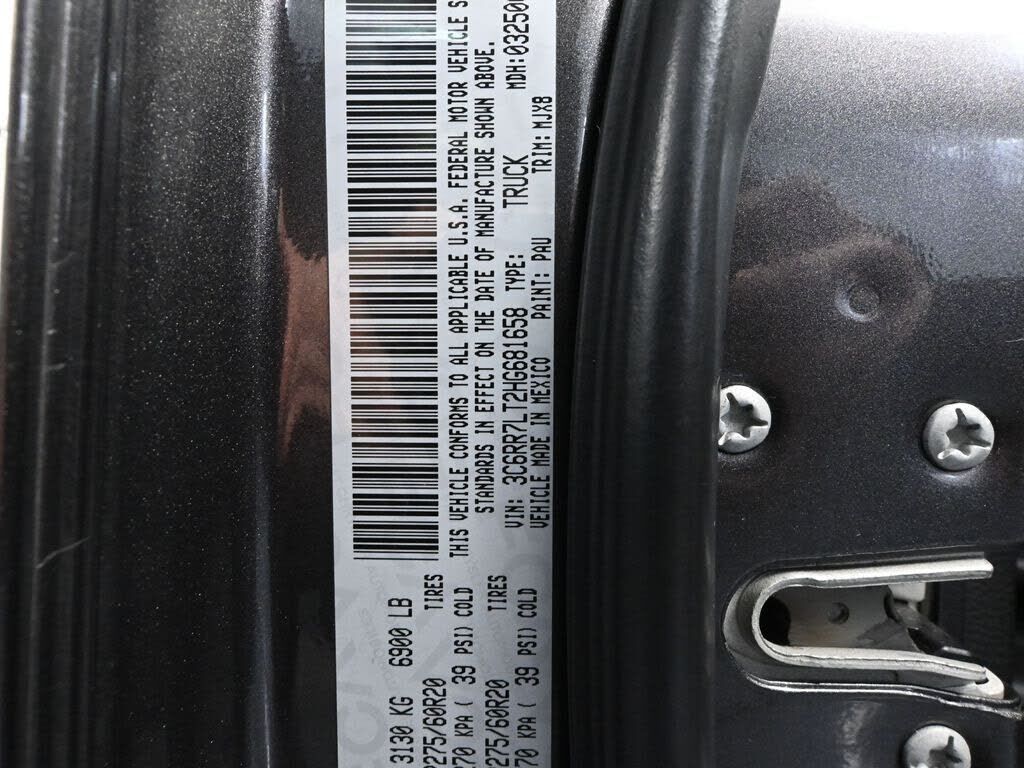 3130 KG 6900 LB
275/60R20 TIRES
270 KPA ( 39 PSI) COLD
275/60R20 TIRES
70 KPA ( 39 PSI) COLD
THIS VEHICLE CONFORMS TO ALL APPLICABLE U.S.A. FEDERAL MOTOR VEHICLE S
STANDARDS IN EFFECT ON THE DATE OF MANUFACTURE SHOWN ABOVE.
VIN: 3C6RR7LT2HG681658 TYPE: TRUCK MDH:03250
VEHICLE MADE IN MEXICO PAINT: PAU TRIM: MJX8